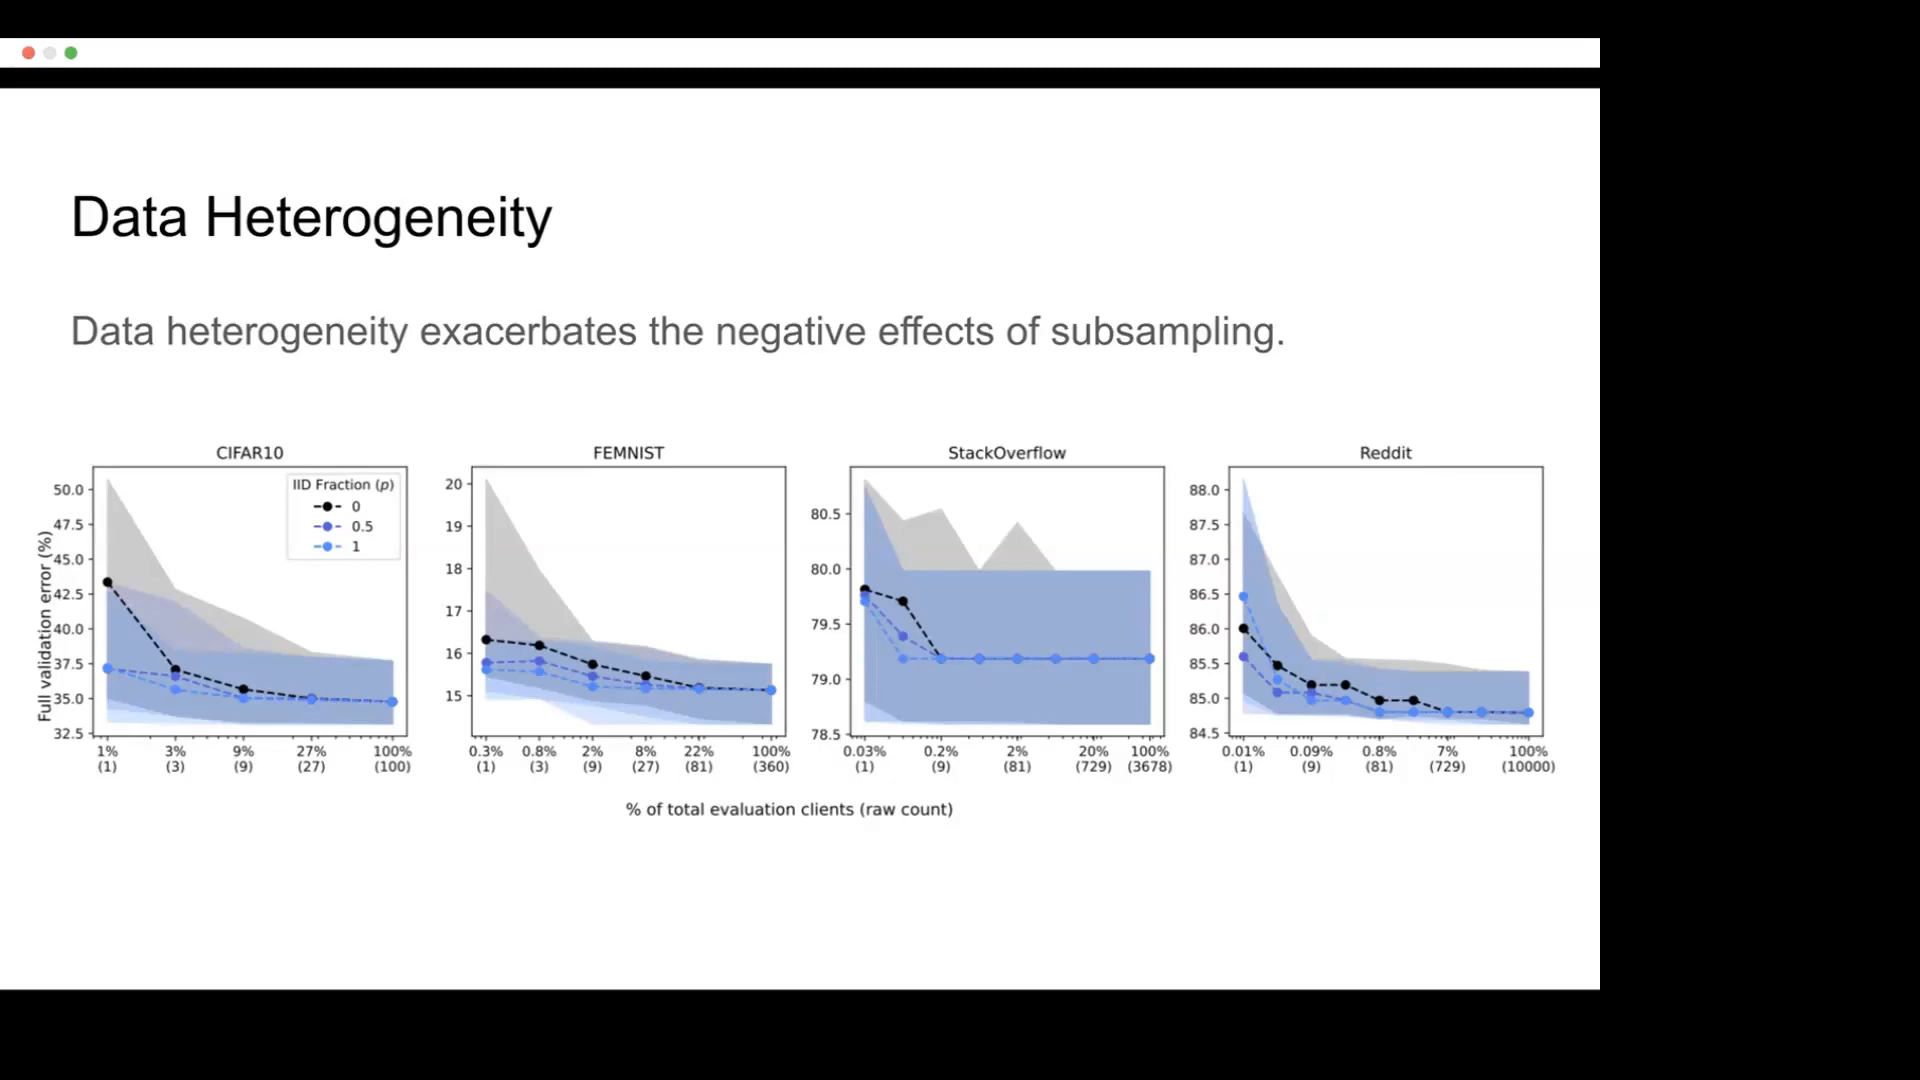 Data Heterogeneity
Data heterogeneity exacerbates the negative effects of subsampling.
Full validation error (%)
CIFAR10
50.0
47.5
45.0
42.5
40.0
37.5
35.0
32.5
IID Fraction (p)
0
0.5
1
1% 3% 9% 27% 100%
(1) (3) (9) (27) (100)
FEMNIST
20
19
18
17
16
15
0.3% 0.8% 2% 8% 22% 100%
(1) (3) (9) (27) (81) (360)
StackOverflow
80.5
80.0
79.5
79.0
78.5
0.03% 0.2% 2% 20% 100%
(1) (9) (81) (729) (3678)
Reddit
88.0
87.5
87.0
86.5
86.0
85.5
85.0
84.5
0.01% 0.09% 0.8% 7% 100%
(1) (9) (81) (729) (10000)
% of total evaluation clients (raw count)